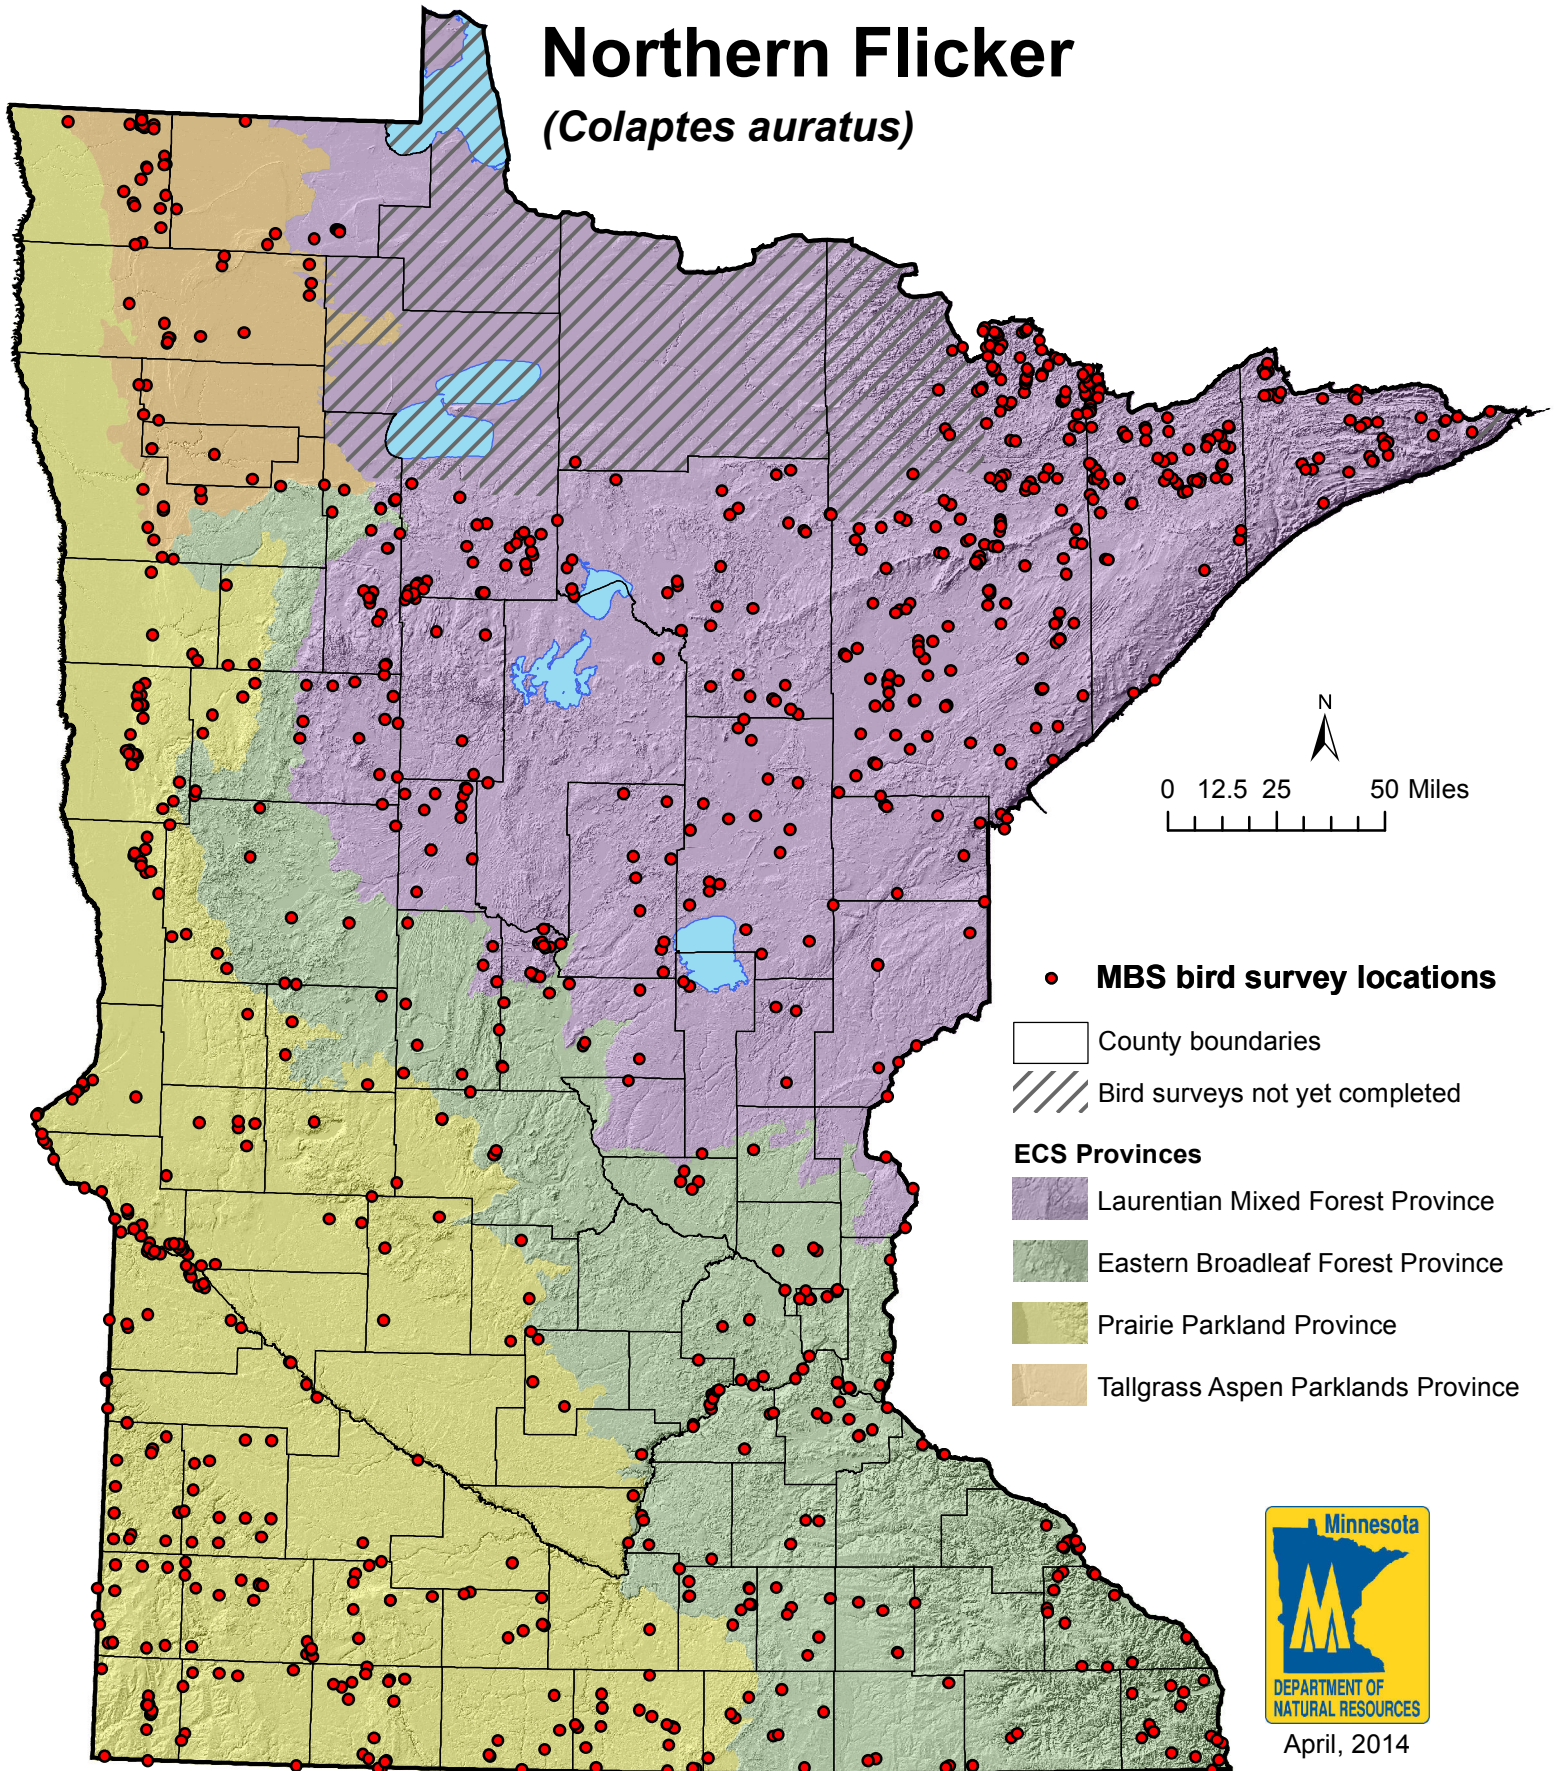 Northern Flicker
(Colaptes auratus)
N
0 12.5 25 50 Miles
MBS bird survey locations
County boundaries
Bird surveys not yet completed
ECS Provinces
Laurentian Mixed Forest Province
Eastern Broadleaf Forest Province
Prairie Parkland Province
Tallgrass Aspen Parklands Province
Minnesota
DEPARTMENT OF
NATURAL RESOURCES
April, 2014